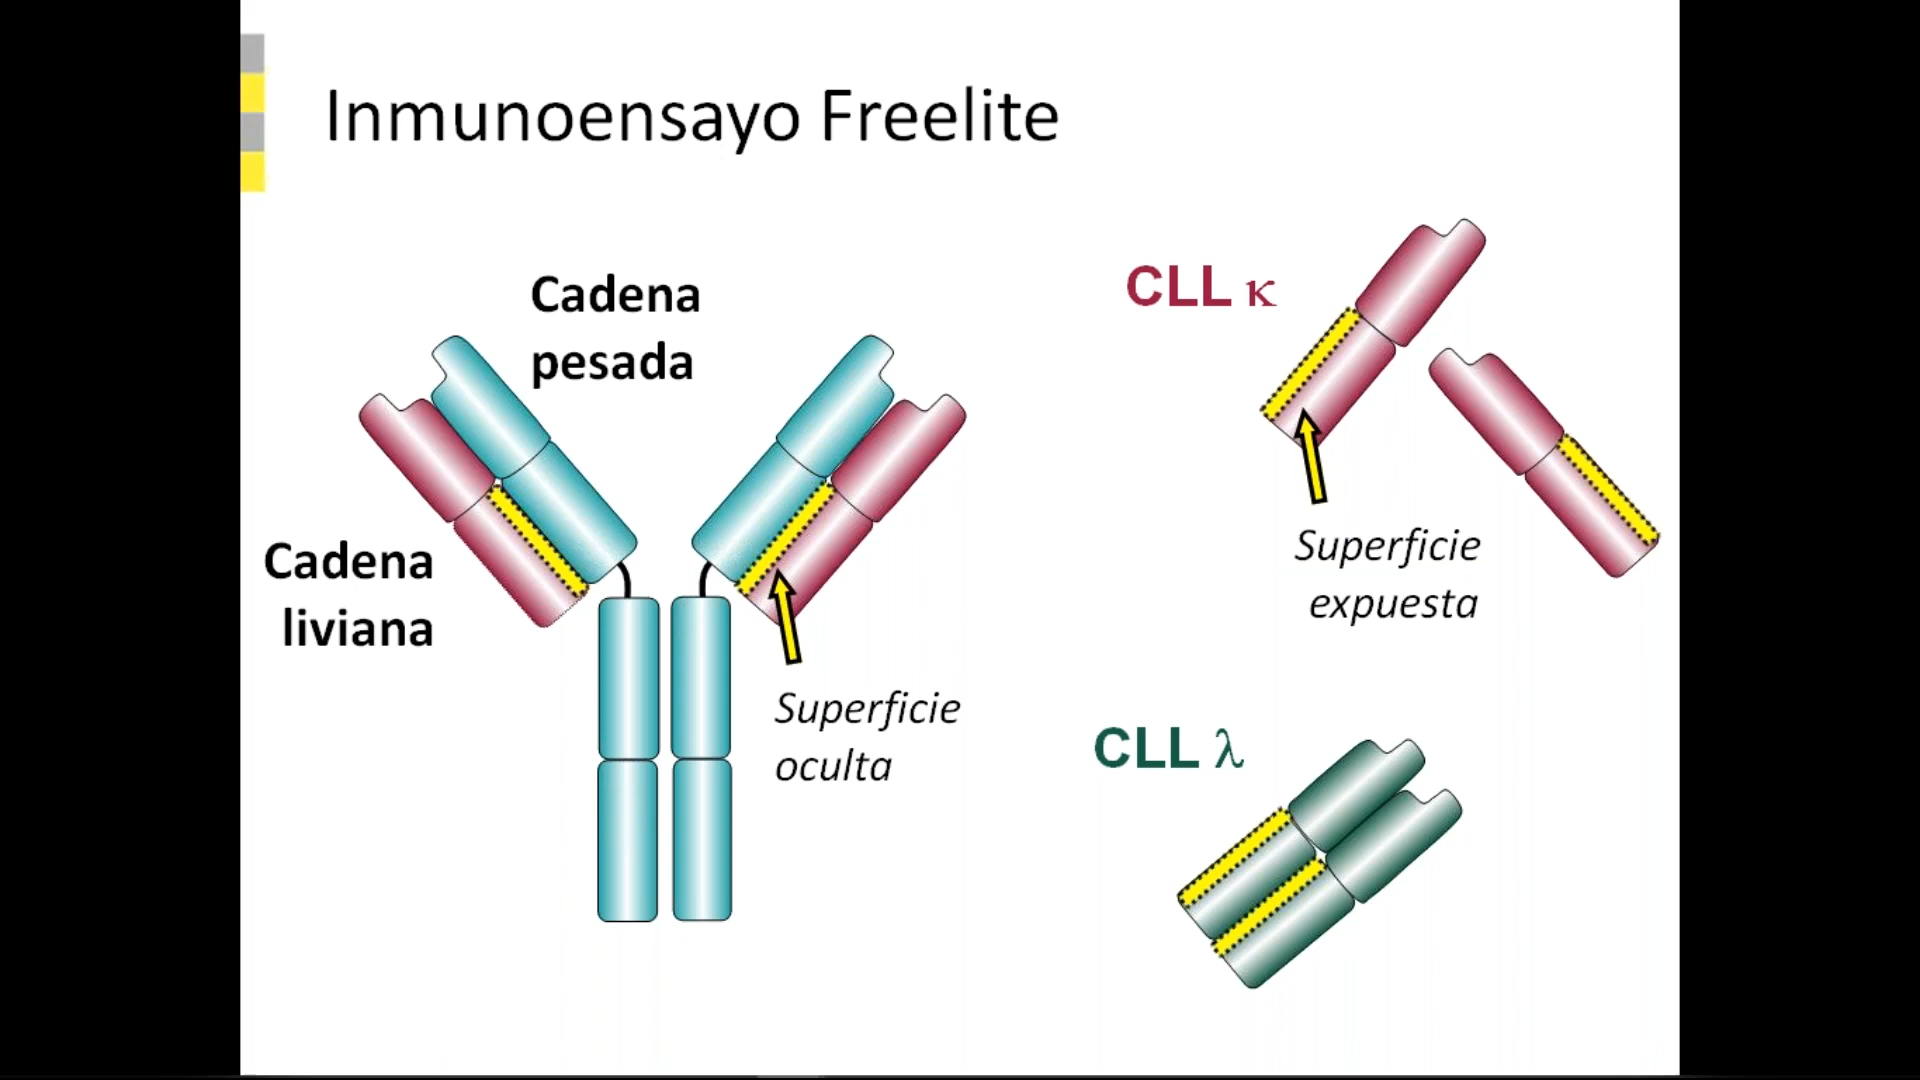 Inmunoensayo Freelite
Cadena
pesada
Cadena
liviana
Superficie
oculta
CLL κ
Superficie
expuesta
CLL λ